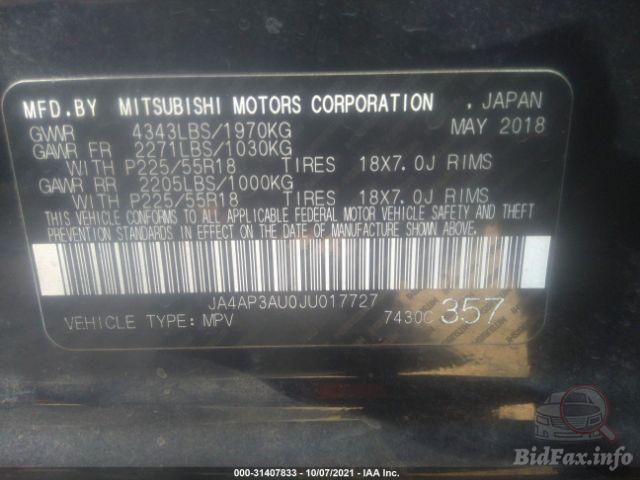 MFD.BY MITSUBISHI MOTORS CORPORATION , JAPAN
GVWR 4343LBS/1970KG MAY 2018
GAWR FR 2271LBS/1030KG
WITH P225/55R18 TIRES 18X7.0J RIMS
GAWR RR 2205LBS/1000KG
WITH P225/55R18 TIRES 18X7.0J RIMS
THIS VEHICLE CONFORMS TO ALL APPLICABLE FEDERAL MOTOR VEHICLE SAFETY AND THEFT
PREVENTION STANDARDS IN EFFECT ON THE DATE OF MANUFACTURE SHOWN ABOVE.
JA4AP3AU0JU017727
VEHICLE TYPE: MPV 7430C 357
BidFax.info
000-31407833 - 10/07/2021 - IAA Inc.